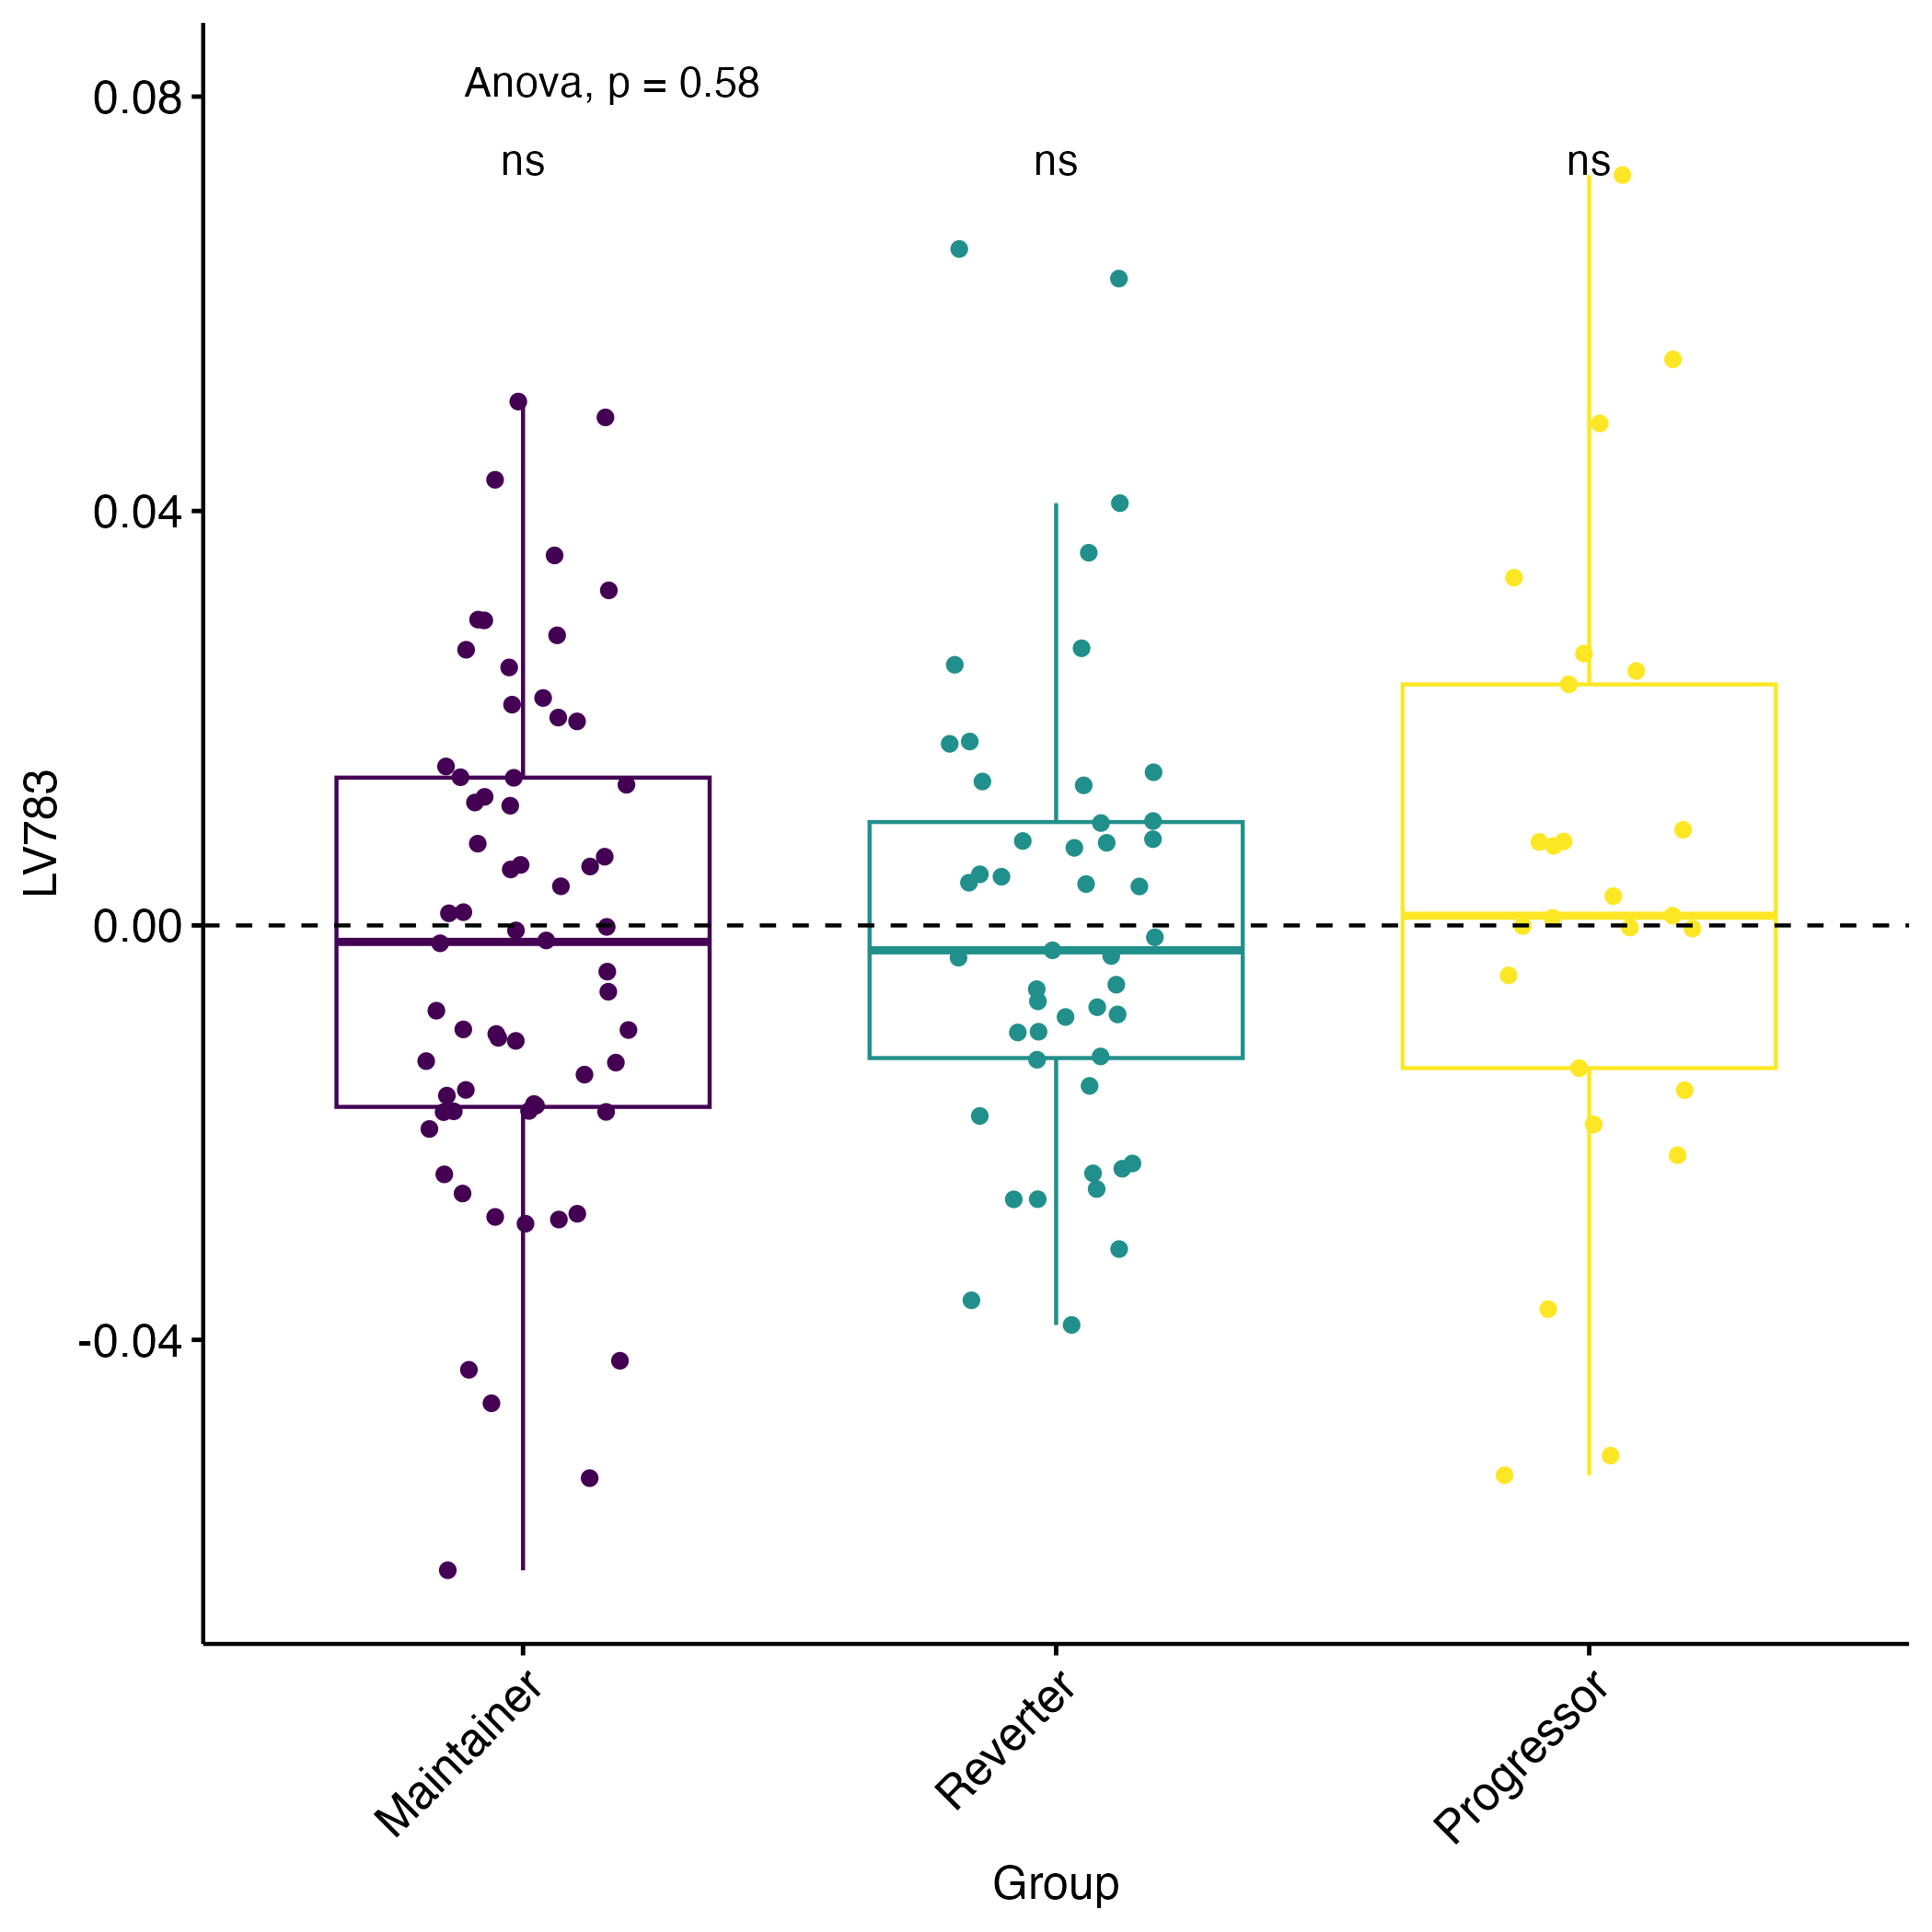 Anova, p = 0.58
ns ns ns
0.08
0.04
0.00
-0.04
LV783
Maintainer Reverter Progressor
Group